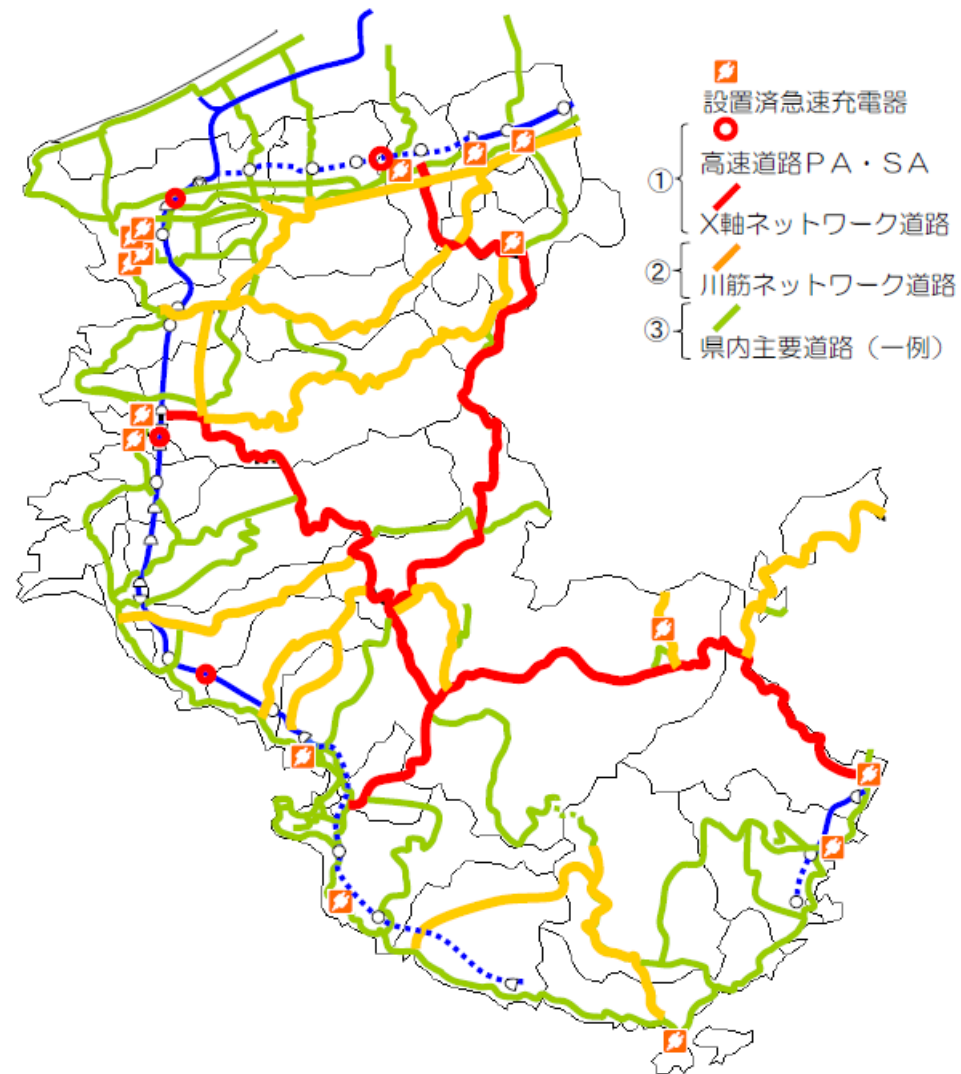 設置済急速充電器
①
高速道路ＰＡ・ＳＡ
X軸ネットワーク道路
②
川筋ネットワーク道路
③
県内主要道路（一例）